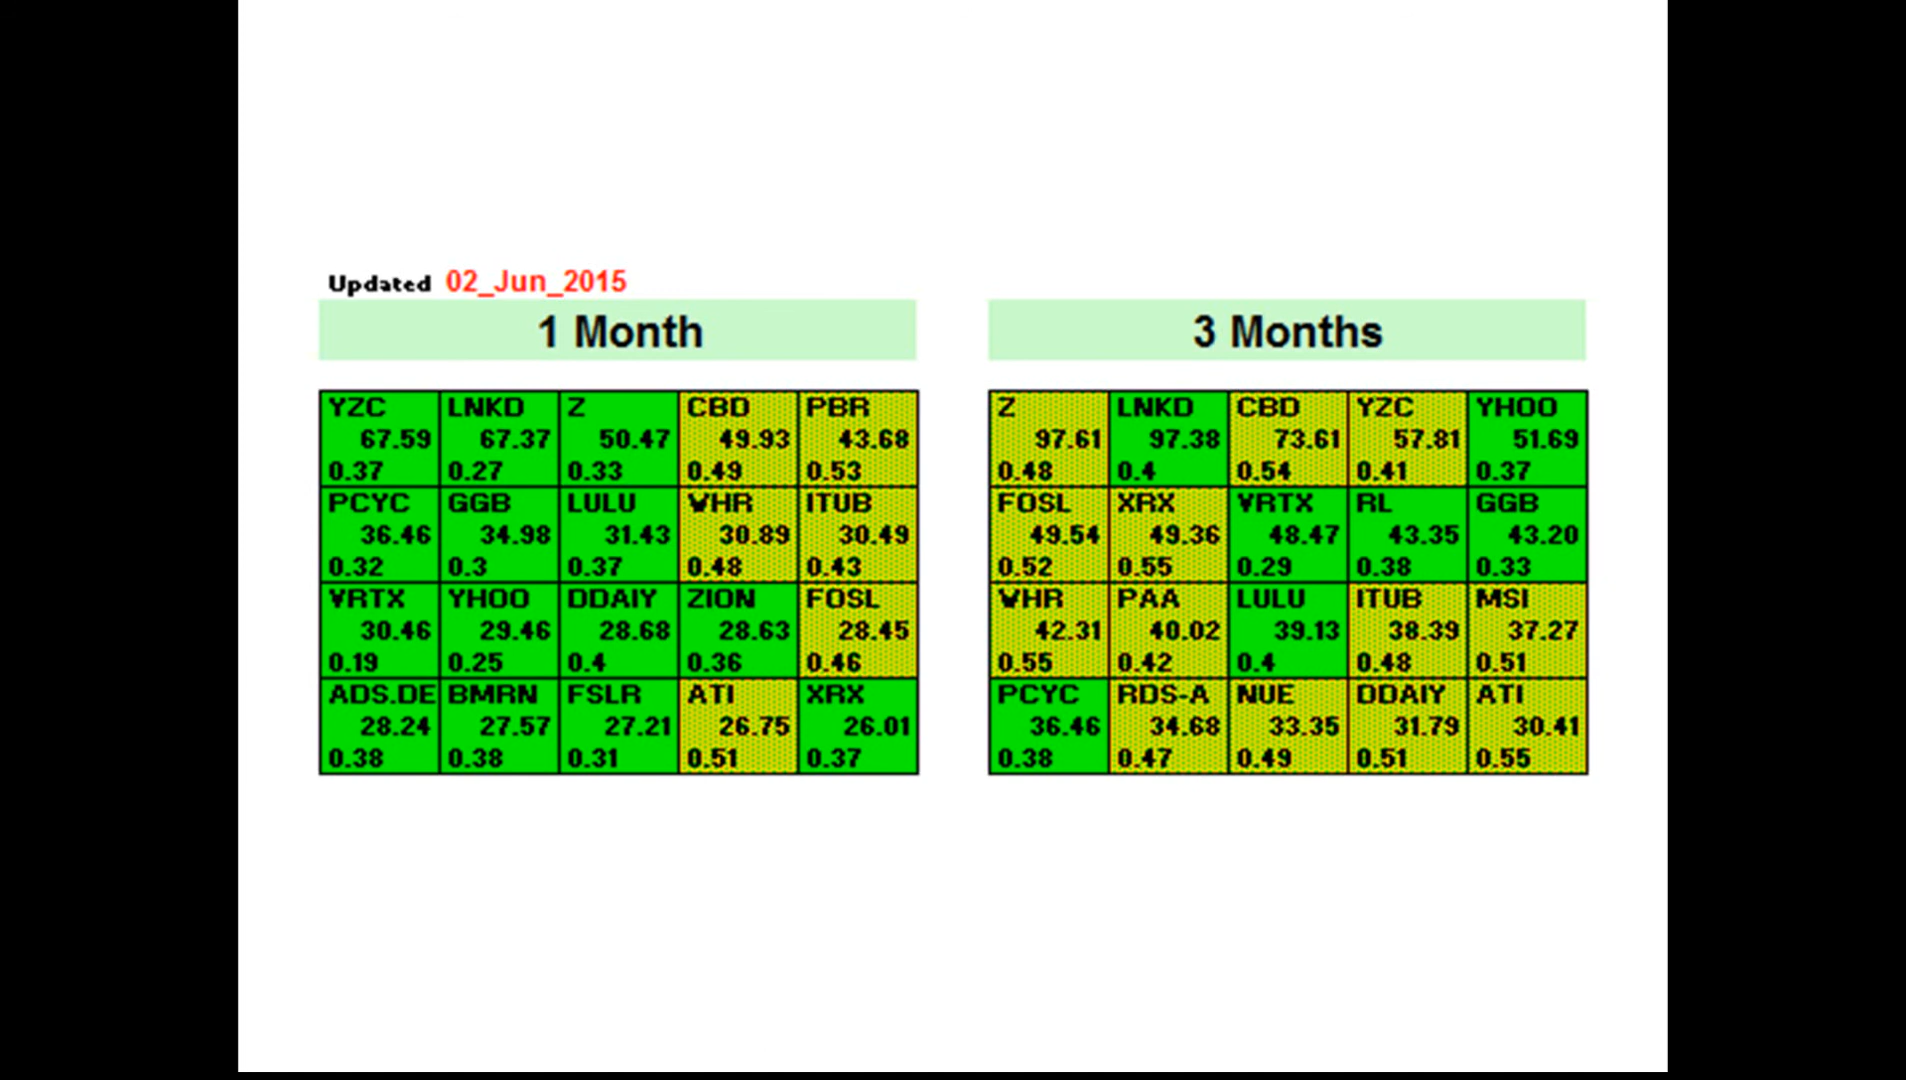 Updated 02_Jun_2015
1 Month
3 Months
YZC LNKD Z CBD PBR
67.59 67.37 50.47 49.93 43.68
0.37 0.27 0.33 0.49 0.53
PCYC GGB LULU WHR ITUB
36.46 34.98 31.43 30.89 30.49
0.32 0.3 0.37 0.48 0.43
VRTX YHOO DDAIY ZION FOSL
30.46 29.46 28.68 28.63 28.45
0.19 0.25 0.4 0.36 0.46
ADS.DE BMRN FSLR ATI XRX
28.24 27.57 27.21 26.75 26.01
0.38 0.38 0.31 0.51 0.37
Z LNKD CBD YZC YHOO
97.61 97.38 73.61 57.81 51.69
0.48 0.4 0.54 0.41 0.37
FOSL XRX VRTX RL GGB
49.54 49.36 48.47 43.35 43.20
0.52 0.55 0.29 0.38 0.33
WHR PAA LULU ITUB MSI
42.31 40.02 39.13 38.39 37.27
0.55 0.42 0.4 0.48 0.51
PCYC RDS-A NUE DDAIY ATI
36.46 34.68 33.35 31.79 30.41
0.38 0.47 0.49 0.51 0.55